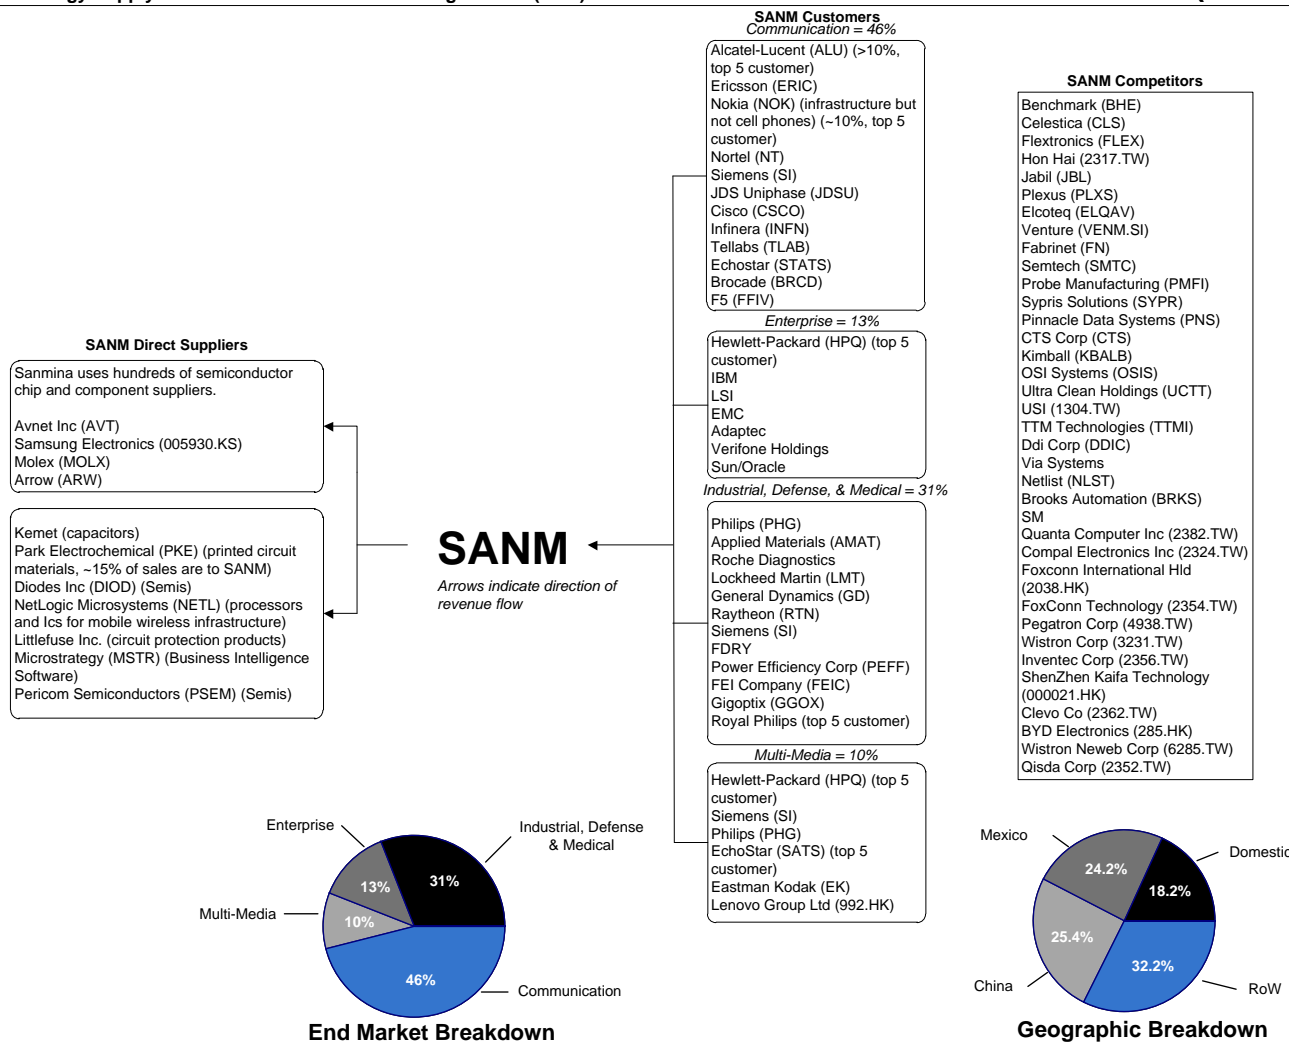 SANM Customers
Communication = 46%
Alcatel-Lucent (ALU) (>10%,
top 5 customer)
Ericsson (ERIC)
Nokia (NOK) (infrastructure but
not cell phones) (~10%, top 5
customer)
Nortel (NT)
Siemens (SI)
JDS Uniphase (JDSU)
Cisco (CSCO)
Infinera (INFN)
Tellabs (TLAB)
Echostar (STATS)
Brocade (BRCD)
F5 (FFIV)
Enterprise = 13%
Hewlett-Packard (HPQ) (top 5
customer)
IBM
LSI
EMC
Adaptec
Verifone Holdings
Sun/Oracle
Industrial, Defense, & Medical = 31%
Philips (PHG)
Applied Materials (AMAT)
Roche Diagnostics
Lockheed Martin (LMT)
General Dynamics (GD)
Raytheon (RTN)
Siemens (SI)
FDRY
Power Efficiency Corp (PEFF)
FEI Company (FEIC)
Gigoptix (GGOX)
Royal Philips (top 5 customer)
Multi-Media = 10%
Hewlett-Packard (HPQ) (top 5
customer)
Siemens (SI)
Philips (PHG)
EchoStar (SATS) (top 5
customer)
Eastman Kodak (EK)
Lenovo Group Ltd (992.HK)
SANM Competitors
Benchmark (BHE)
Celestica (CLS)
Flextronics (FLEX)
Hon Hai (2317.TW)
Jabil (JBL)
Plexus (PLXS)
Elcoteq (ELQAV)
Venture (VENM.SI)
Fabrinet (FN)
Semtech (SMTC)
Probe Manufacturing (PMFI)
Sypris Solutions (SYPR)
Pinnacle Data Systems (PNS)
CTS Corp (CTS)
Kimball (KBALB)
OSI Systems (OSIS)
Ultra Clean Holdings (UCTT)
USI (1304.TW)
TTM Technologies (TTMI)
Ddi Corp (DDIC)
Via Systems
Netlist (NLST)
Brooks Automation (BRKS)
SM
Quanta Computer Inc (2382.TW)
Compal Electronics Inc (2324.TW)
Foxconn International Hld
(2038.HK)
FoxConn Technology (2354.TW)
Pegatron Corp (4938.TW)
Wistron Corp (3231.TW)
Inventec Corp (2356.TW)
ShenZhen Kaifa Technology
(000021.HK)
Clevo Co (2362.TW)
BYD Electronics (285.HK)
Wistron Neweb Corp (6285.TW)
Qisda Corp (2352.TW)
SANM Direct Suppliers
Sanmina uses hundreds of semiconductor
chip and component suppliers.
Avnet Inc (AVT)
Samsung Electronics (005930.KS)
Molex (MOLX)
Arrow (ARW)
Kemet (capacitors)
Park Electrochemical (PKE) (printed circuit
materials, ~15% of sales are to SANM)
Diodes Inc (DIOD) (Semis)
NetLogic Microsystems (NETL) (processors
and Ics for mobile wireless infrastructure)
Littlefuse Inc. (circuit protection products)
Microstrategy (MSTR) (Business Intelligence
Software)
Pericom Semiconductors (PSEM) (Semis)
SANM
Arrows indicate direction of
revenue flow
Enterprise
Industrial, Defense
& Medical
13%
31%
Multi-Media
10%
46%
Communication
End Market Breakdown
Mexico
Domestic
24.2%
18.2%
25.4%
32.2%
China
RoW
Geographic Breakdown